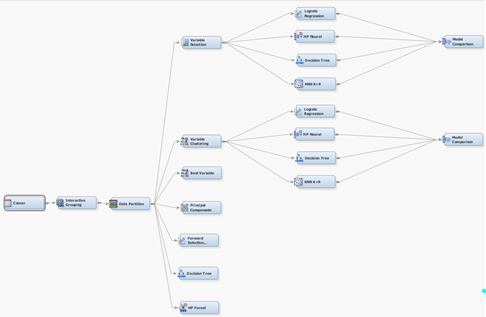 Logistic
Regression
HP Neural
Decision Tree
KNN K=9
Variable
Selection
Model
Comparison
Logistic
Regression
HP Neural
Decision Tree
KNN K=9
Variable
Clustering
Model
Comparison
Best Variable
Cancer
Interactive
Grouping
Data Partition
Principal
Components
Forward
Selection...
Decision Tree
HP Forest